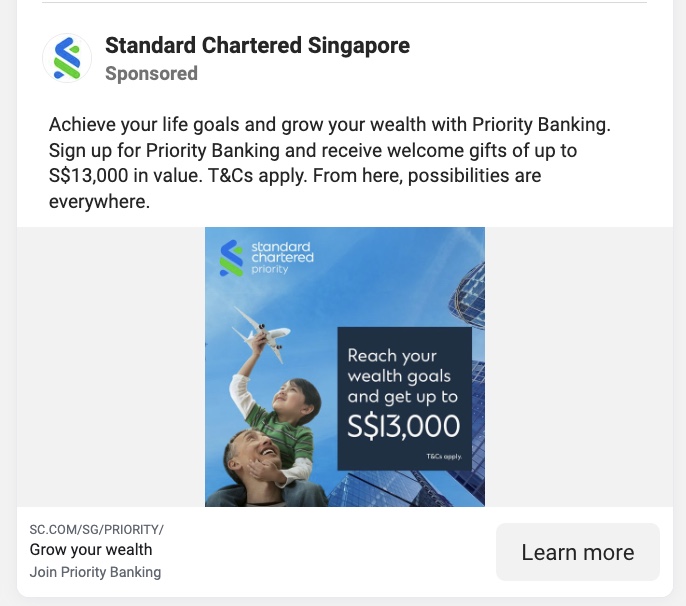 Standard Chartered Singapore
Sponsored
Achieve your life goals and grow your wealth with Priority Banking.
Sign up for Priority Banking and receive welcome gifts of up to
S$13,000 in value. T&Cs apply. From here, possibilities are
everywhere.
standard
chartered
priority
Reach your
wealth goals
and get up to
S$13,000
T&Cs apply.
SC.COM/SG/PRIORITY/
Grow your wealth
Join Priority Banking
Learn more